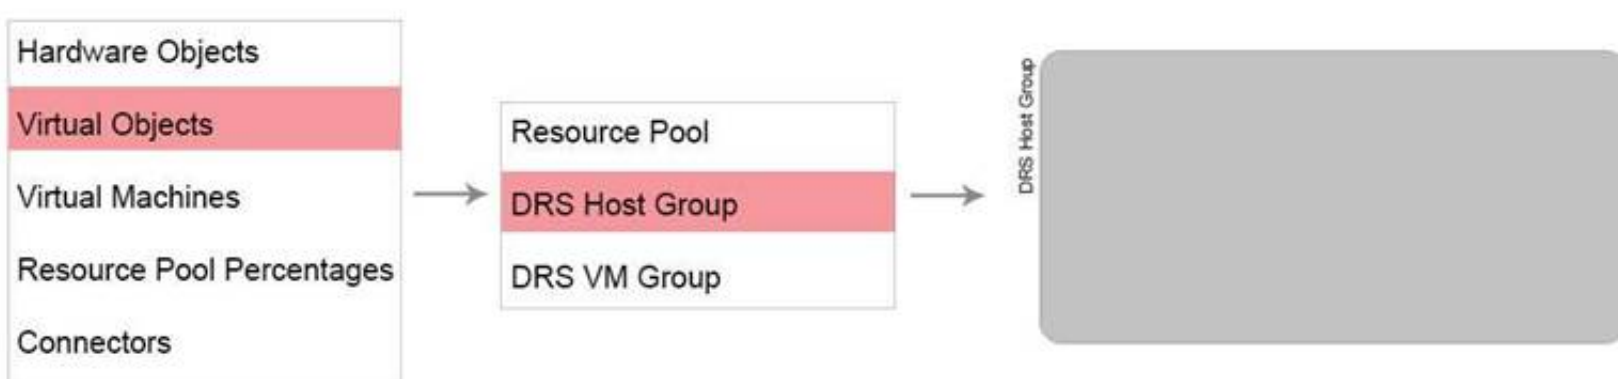 Hardware Objects
Virtual Objects
Virtual Machines
Resource Pool Percentages
Connectors
Resource Pool
DRS Host Group
DRS VM Group
DRS Host Group